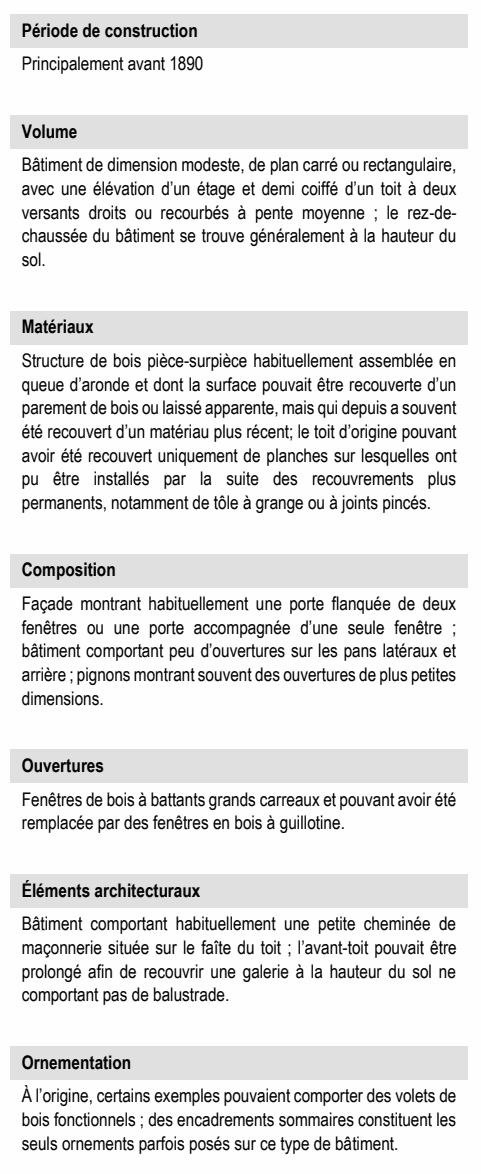 Période de construction
Principalement avant 1890
Volume
Bâtiment de dimension modeste, de plan carré ou rectangulaire,
avec une élévation d’un étage et demi coiffé d’un toit à deux
versants droits ou recourbés à pente moyenne ; le rez-de-
chaussée du bâtiment se trouve généralement à la hauteur du
sol.
Matériaux
Structure de bois pièce-surpièce habituellement assemblée en
queue d’aronde et dont la surface pouvait être recouverte d’un
parement de bois ou laissé apparente, mais qui depuis a souvent
été recouvert d’un matériau plus récent; le toit d’origine pouvant
avoir été recouvert uniquement de planches sur lesquelles ont
pu être installés par la suite des recouvrements plus
permanents, notamment de tôle à grange ou à joints pincés.
Composition
Façade montrant habituellement une porte flanquée de deux
fenêtres ou une porte accompagnée d’une seule fenêtre ;
bâtiment comportant peu d’ouvertures sur les pans latéraux et
arrière ; pignons montrant souvent des ouvertures de plus petites
dimensions.
Ouvertures
Fenêtres de bois à battants grands carreaux et pouvant avoir été
remplacée par des fenêtres en bois à guillotine.
Éléments architecturaux
Bâtiment comportant habituellement une petite cheminée de
maçonnerie située sur le faîte du toit ; l’avant-toit pouvait être
prolongé afin de recouvrir une galerie à la hauteur du sol ne
comportant pas de balustrade.
Ornementation
À l’origine, certains exemples pouvaient comporter des volets de
bois fonctionnels ; des encadrements sommaires constituent les
seuls ornements parfois posés sur ce type de bâtiment.